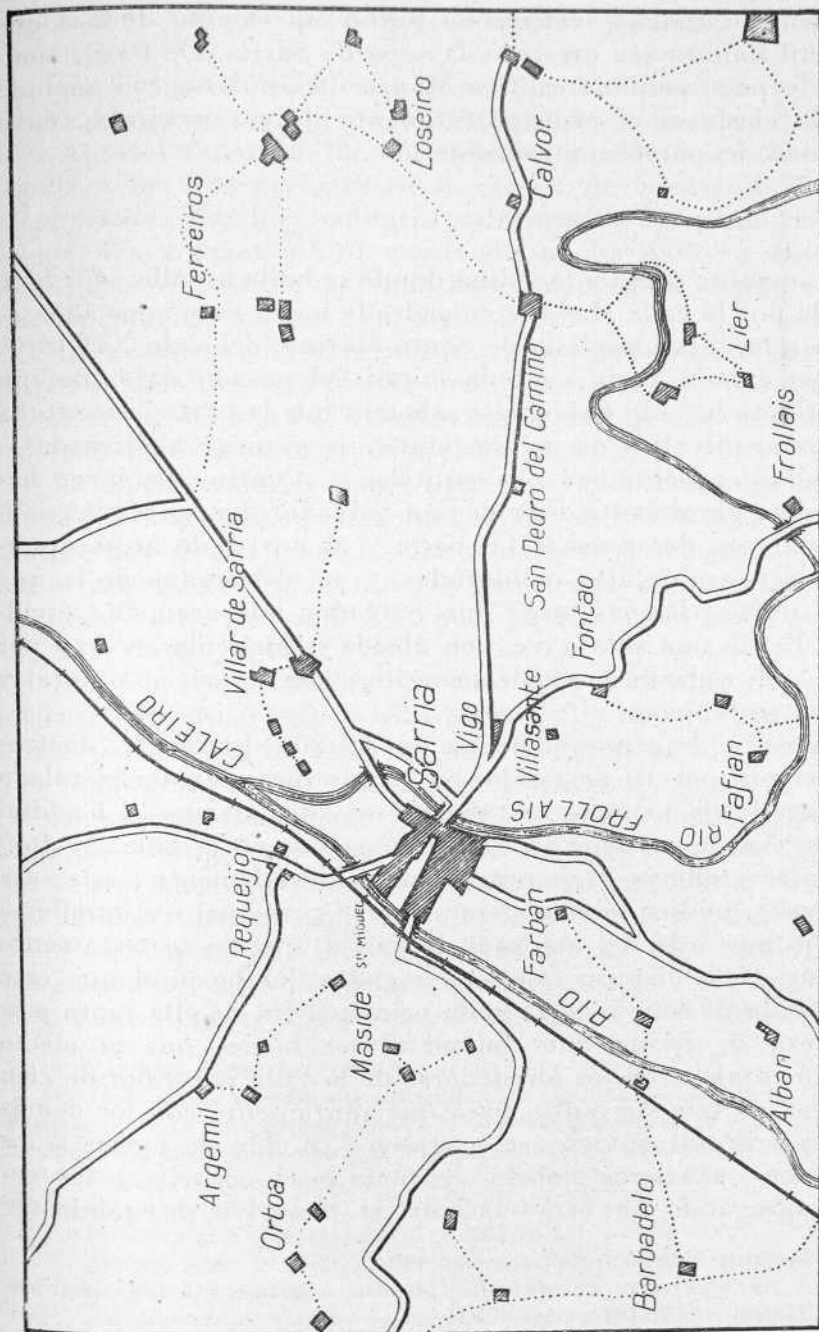 Ferreiros
Loseiro
Calvor
Lier
San Pedro del Camino
Villar de Sarria
CALEIRO
Frollais
Fontao
Villasante
Vigo
Sarria
FROLLAIS
RIO
Requeijo
Sᵗ MIGUEL
Farban
RIO
Maside
Argemil
Ortoa
Alban
Barbadelo